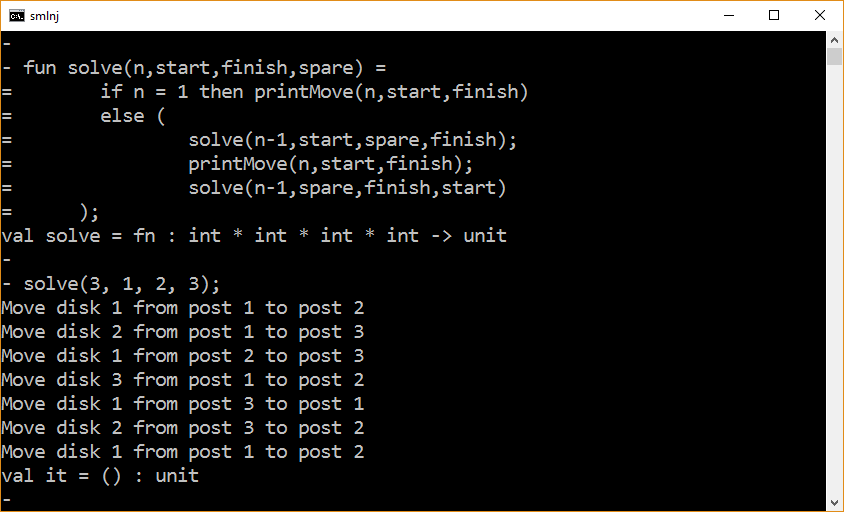 smlnj
-
- fun solve(n,start,finish,spare) =
=        if n = 1 then printMove(n,start,finish)
=        else (
=                solve(n-1,start,spare,finish);
=                printMove(n,start,finish);
=                solve(n-1,spare,finish,start)
=      );
val solve = fn : int * int * int * int -> unit
-
- solve(3, 1, 2, 3);
Move disk 1 from post 1 to post 2
Move disk 2 from post 1 to post 3
Move disk 1 from post 2 to post 3
Move disk 3 from post 1 to post 2
Move disk 1 from post 3 to post 1
Move disk 2 from post 3 to post 2
Move disk 1 from post 1 to post 2
val it = () : unit
-